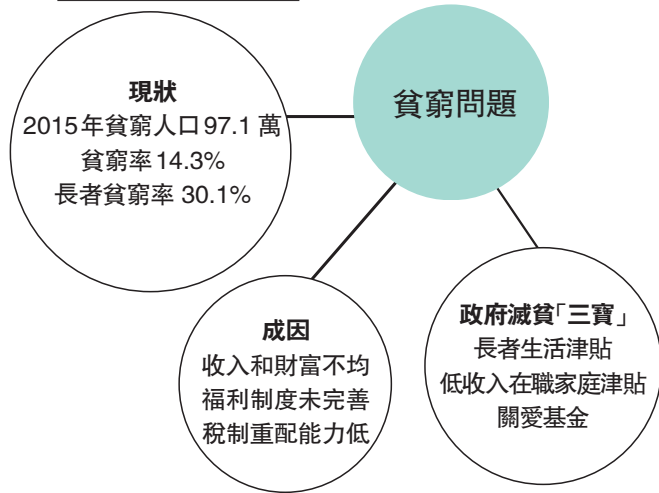 貧窮問題
現狀
2015年貧窮人口97.1 萬
貧窮率14.3%
長者貧窮率 30.1%
成因
收入和財富不均
福利制度未完善
稅制重配能力低
政府滅貧「三寶」
長者生活津貼
低收入在職家庭津貼
關愛基金